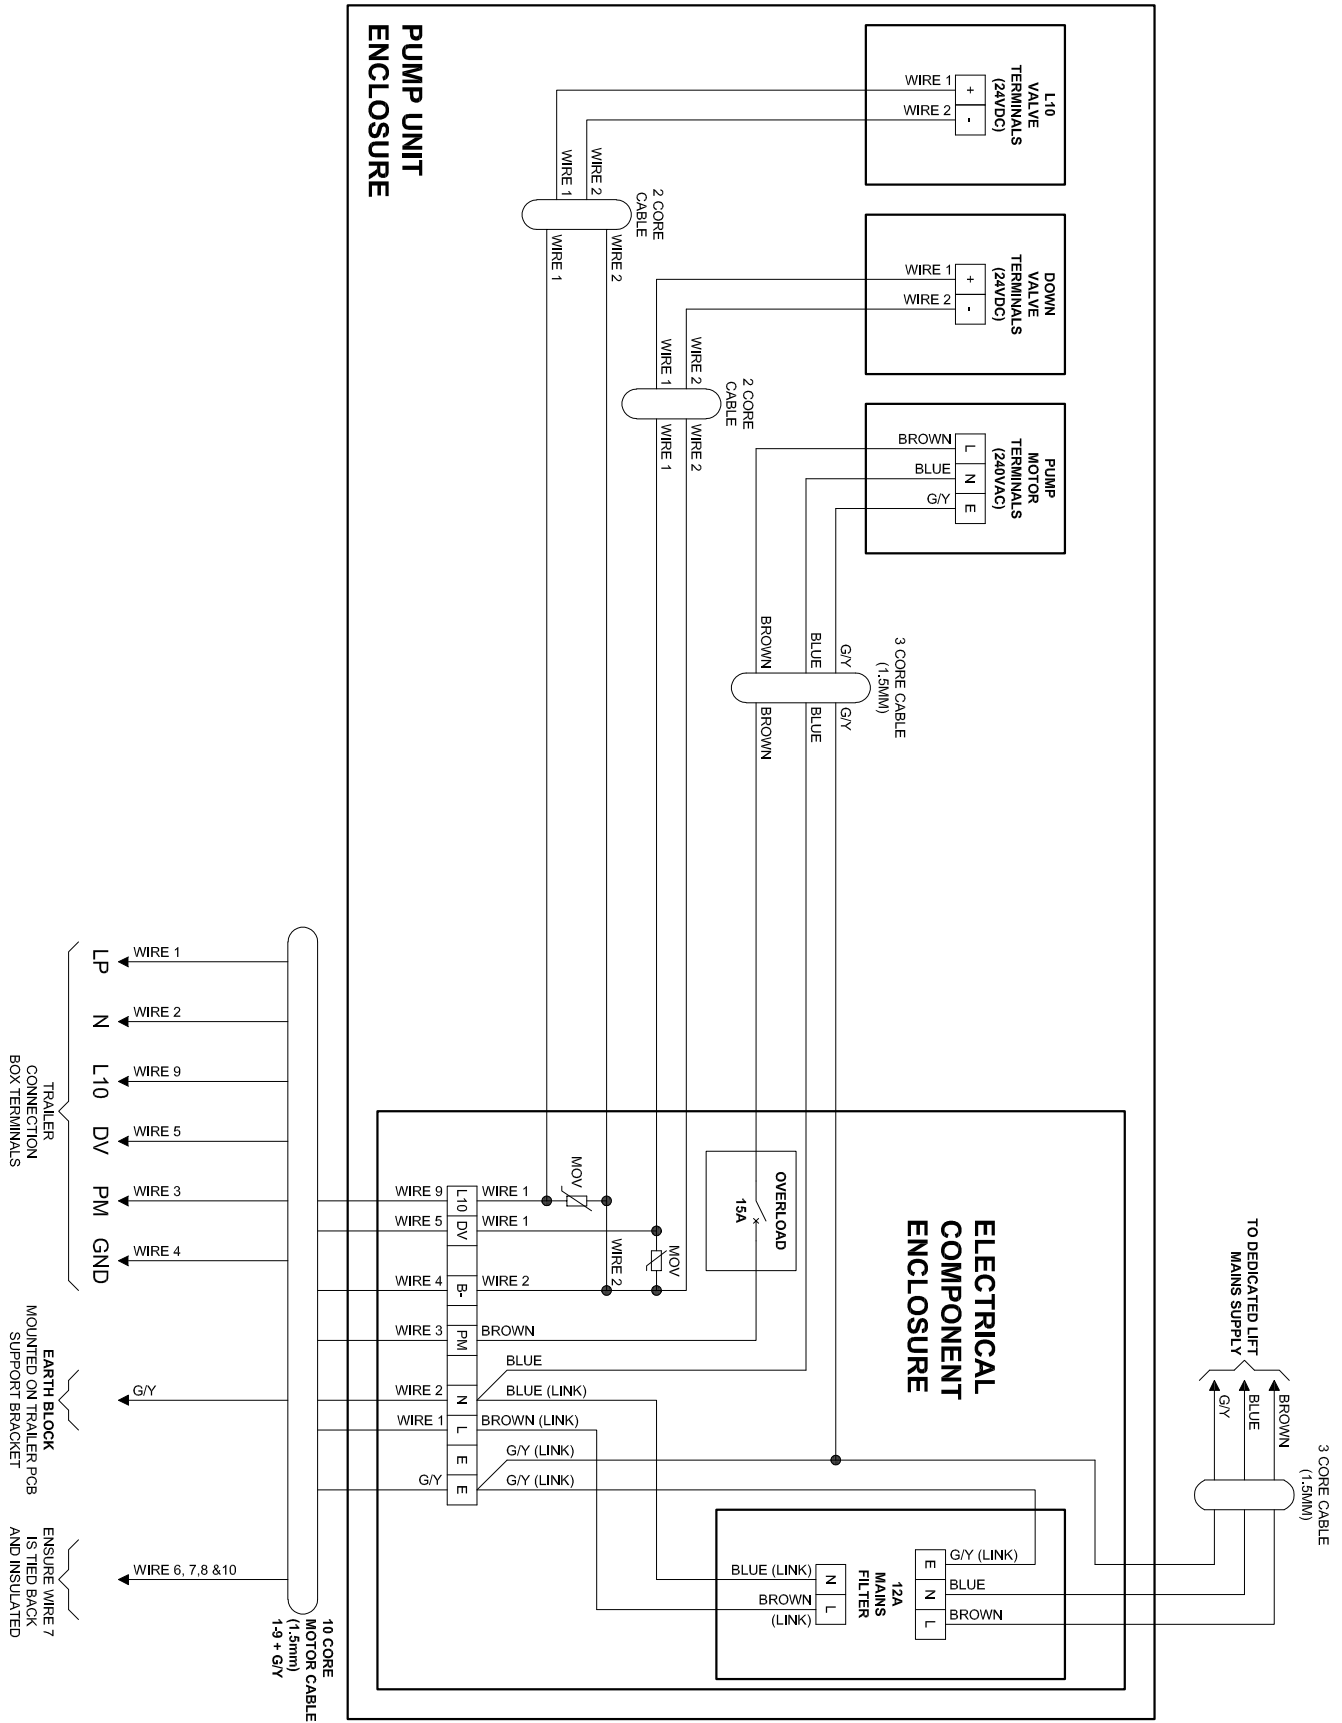 PUMP UNIT
ENCLOSURE
L10
VALVE
TERMINALS
(24VDC)
+
-
WIRE 1
WIRE 2
WIRE 1
WIRE 2
2 CORE
CABLE
WIRE 1
WIRE 2
DOWN
VALVE
TERMINALS
(24VDC)
+
-
WIRE 1
WIRE 2
WIRE 1
WIRE 2
2 CORE
CABLE
WIRE 1
WIRE 2
PUMP
MOTOR
TERMINALS
(240VAC)
L
N
E
BROWN
BLUE
G/Y
BROWN
BLUE
G/Y
3 CORE CABLE
(1.5MM)
BROWN
BLUE
G/Y
ELECTRICAL
COMPONENT
ENCLOSURE
OVERLOAD
15A
MOV
MOV
WIRE 2
WIRE 9
L10
WIRE 1
WIRE 5
DV
WIRE 1
WIRE 4
B-
WIRE 2
WIRE 3
PM
BROWN
BLUE
WIRE 2
N
BLUE (LINK)
WIRE 1
L
BROWN (LINK)
E
G/Y (LINK)
G/Y
E
G/Y (LINK)
12A
MAINS
FILTER
BLUE (LINK)
N
BROWN
(LINK)
L
E
G/Y (LINK)
N
BLUE
L
BROWN
TO DEDICATED LIFT
MAINS SUPPLY
G/Y
BLUE
BROWN
3 CORE CABLE
(1.5MM)
LP
WIRE 1
N
WIRE 2
L10
WIRE 9
DV
WIRE 5
PM
WIRE 3
GND
WIRE 4
TRAILER
CONNECTION
BOX TERMINALS
G/Y
EARTH BLOCK
MOUNTED ON TRAILER PCB
SUPPORT BRACKET
WIRE 6, 7,8 &10
ENSURE WIRE 7
IS TIED BACK
AND INSULATED
10 CORE
MOTOR CABLE
(1.5mm)
1-9 + G/Y